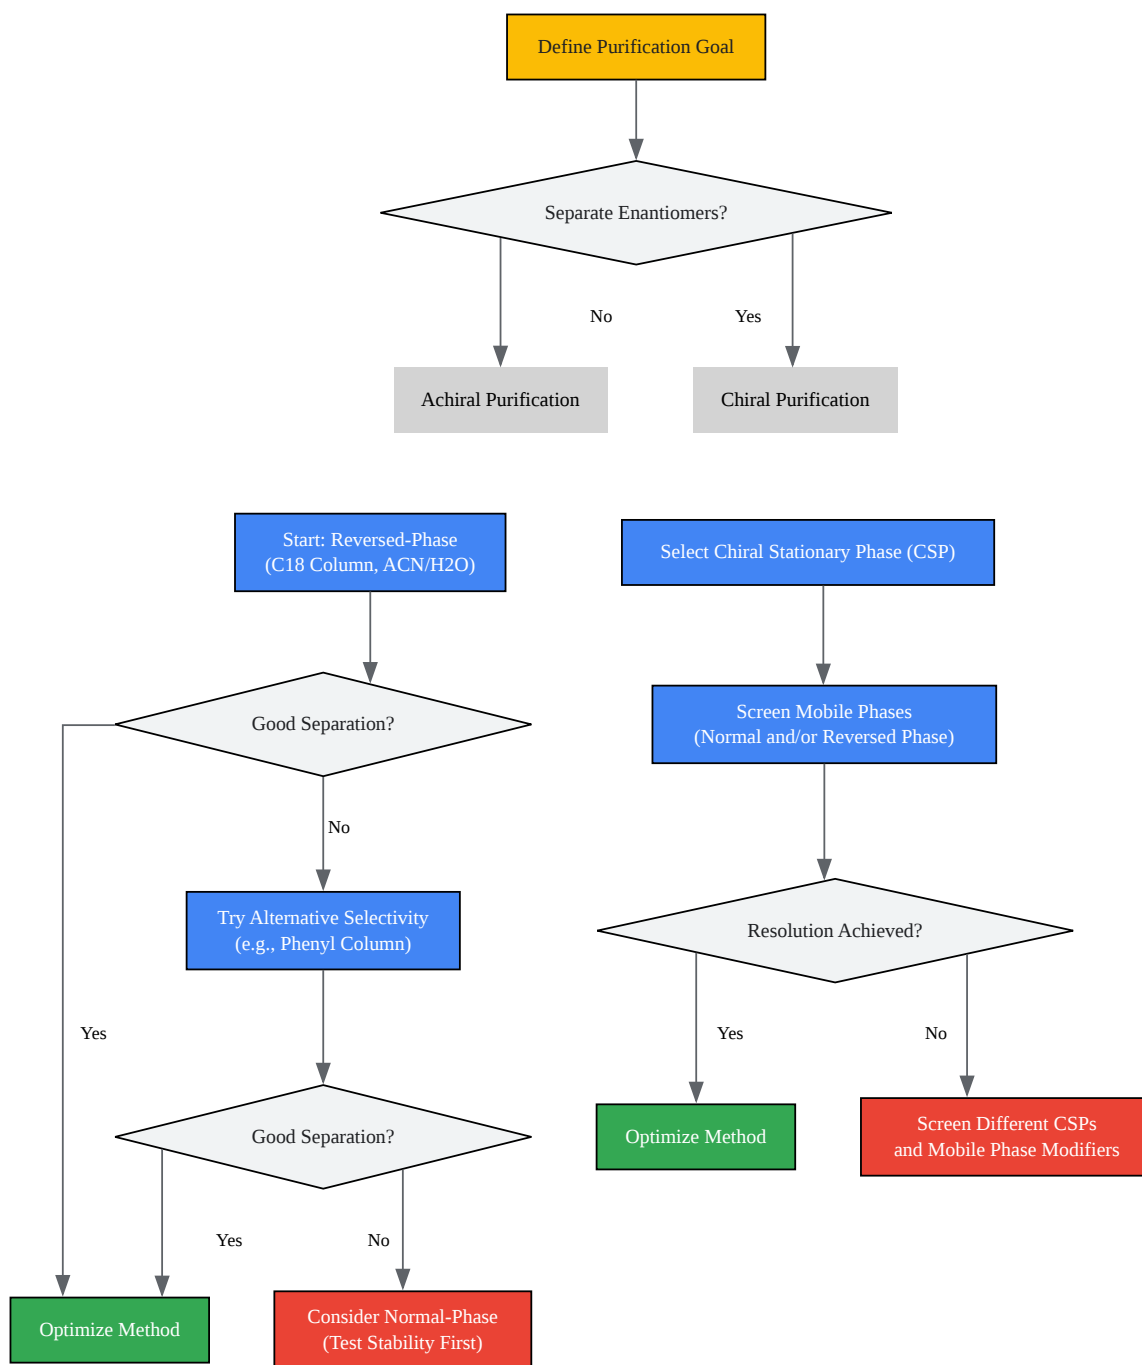 Define Purification Goal
Separate Enantiomers?
No
Yes
Achiral Purification
Chiral Purification
Start: Reversed-Phase
(C18 Column, ACN/H2O)
Good Separation?
No
Try Alternative Selectivity
(e.g., Phenyl Column)
Yes
Good Separation?
Yes
No
Optimize Method
Consider Normal-Phase
(Test Stability First)
Select Chiral Stationary Phase (CSP)
Screen Mobile Phases
(Normal and/or Reversed Phase)
Resolution Achieved?
Yes
No
Optimize Method
Screen Different CSPs
and Mobile Phase Modifiers